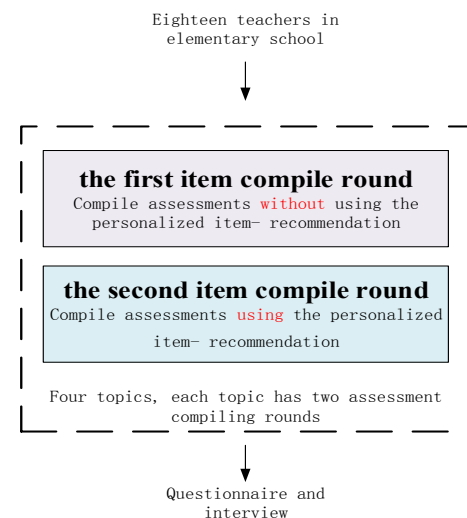 Eighteen teachers in
elementary school
the first item compile round
Compile assessments without using the
personalized item- recommendation
the second item compile round
Compile assessments using the personalized
item- recommendation
Four topics, each topic has two assessment
compiling rounds
Questionnaire and
interview